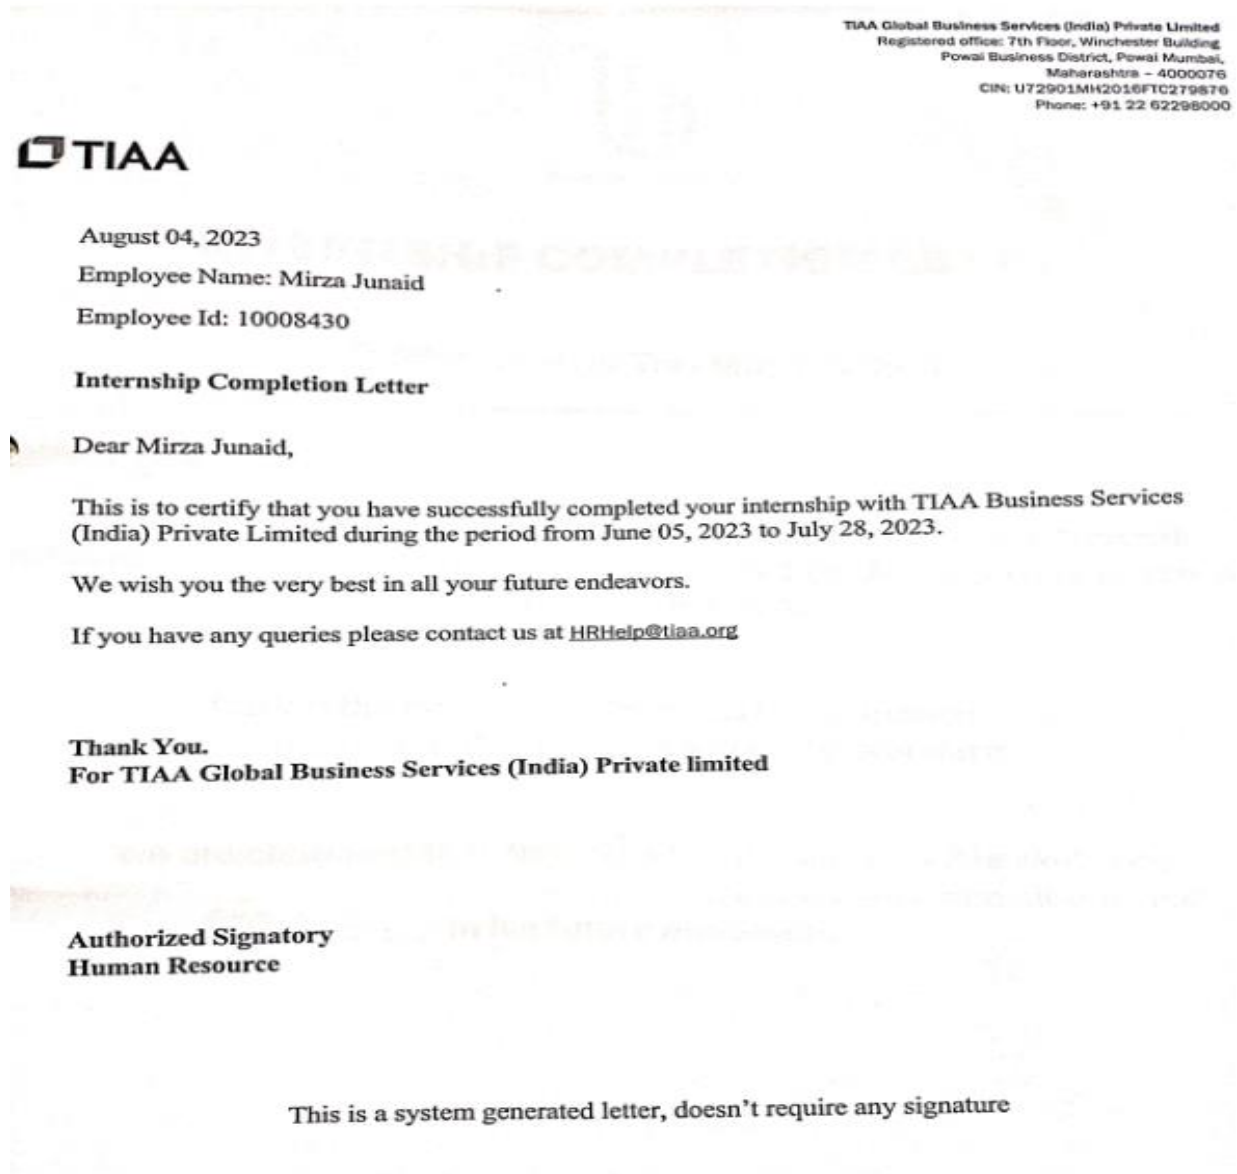 TIAA Global Business Services (India) Private Limited
Registered office: 7th Floor, Winchester Building
Powai Business District, Powai Mumbai,
Maharashtra – 4000076
CIN: U72901MH2016FTC279876
Phone: +91 22 62298000
TIAA
August 04, 2023
Employee Name: Mirza Junaid
Employee Id: 10008430
Internship Completion Letter
Dear Mirza Junaid,
This is to certify that you have successfully completed your internship with TIAA Business Services
(India) Private Limited during the period from June 05, 2023 to July 28, 2023.
We wish you the very best in all your future endeavors.
If you have any queries please contact us at HRHelp@tiaa.org
Thank You.
For TIAA Global Business Services (India) Private limited
Authorized Signatory
Human Resource
This is a system generated letter, doesn't require any signature